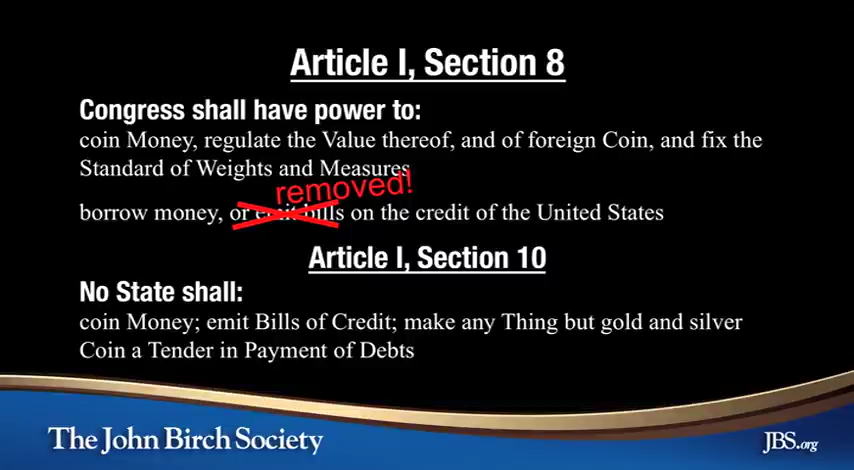 Article I, Section 8
Congress shall have power to:
coin Money, regulate the Value thereof, and of foreign Coin, and fix the
Standard of Weights and Measures
removed!
borrow money, or emit bills on the credit of the United States
Article I, Section 10
No State shall:
coin Money; emit Bills of Credit; make any Thing but gold and silver
Coin a Tender in Payment of Debts
The John Birch Society
JBS.org